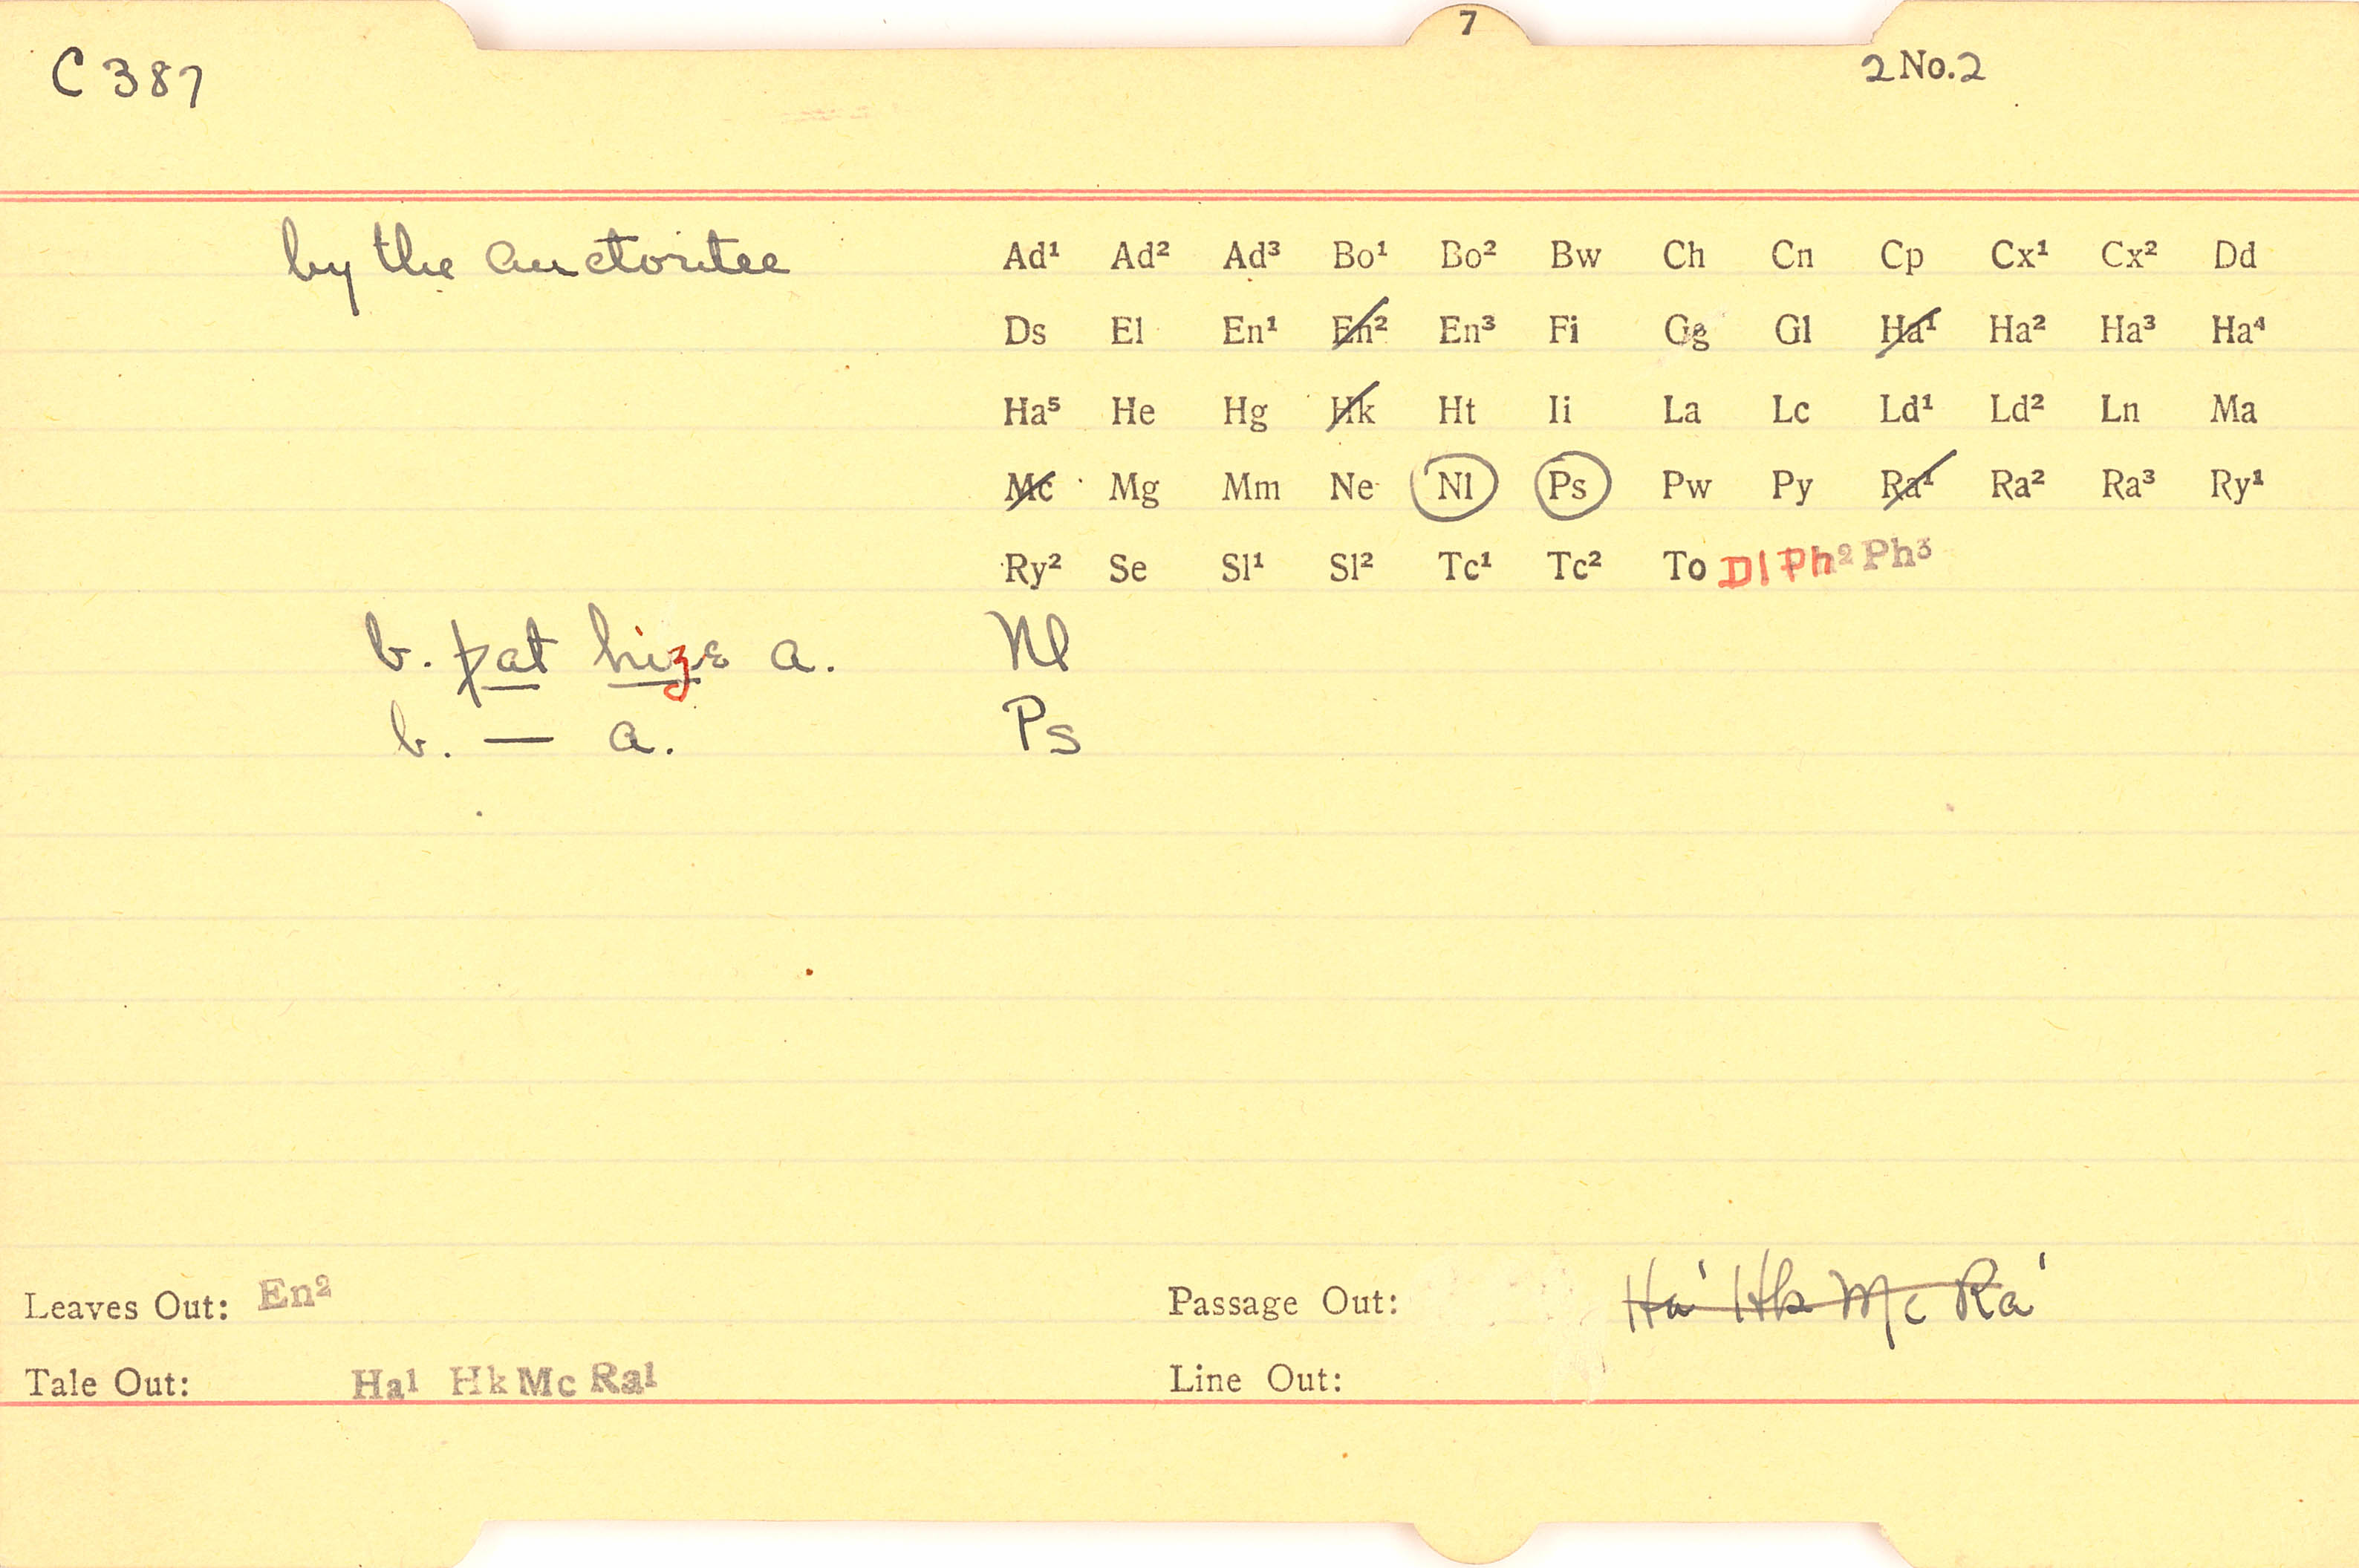 7
C 387
2 No. 2
by the auctoritee
Ad¹ Ad² Ad³ Bo¹ Bo² Bw Ch Cn Cp Cx¹ Cx² Dd
Ds El En¹ En² En³ Fi Gg Gl Ha¹ Ha² Ha³ Ha⁴
Ha⁵ He Hg Hk Ht Ii La Lc Ld¹ Ld² Ln Ma
Mc Mg Mm Ne Nl Ps Pw Py Ra¹ Ra² Ra³ Ry¹
Ry² Se Sl¹ Sl² Tc¹ Tc² To Dl Ph² Ph³
b. þat hiȝe a. Nl
b. — a. Ps
Leaves Out: En²
Passage Out: Ha¹ Hk Mc Ra¹
Tale Out: Ha¹ Hk Mc Ra¹
Line Out: